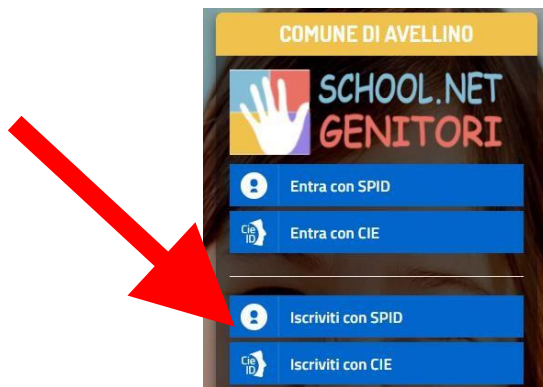 COMUNE DI AVELLINO
SCHOOL.NET
GENITORI
Entra con SPID
Cie
ID
Entra con CIE
Iscriviti con SPID
Cie
ID
Iscriviti con CIE